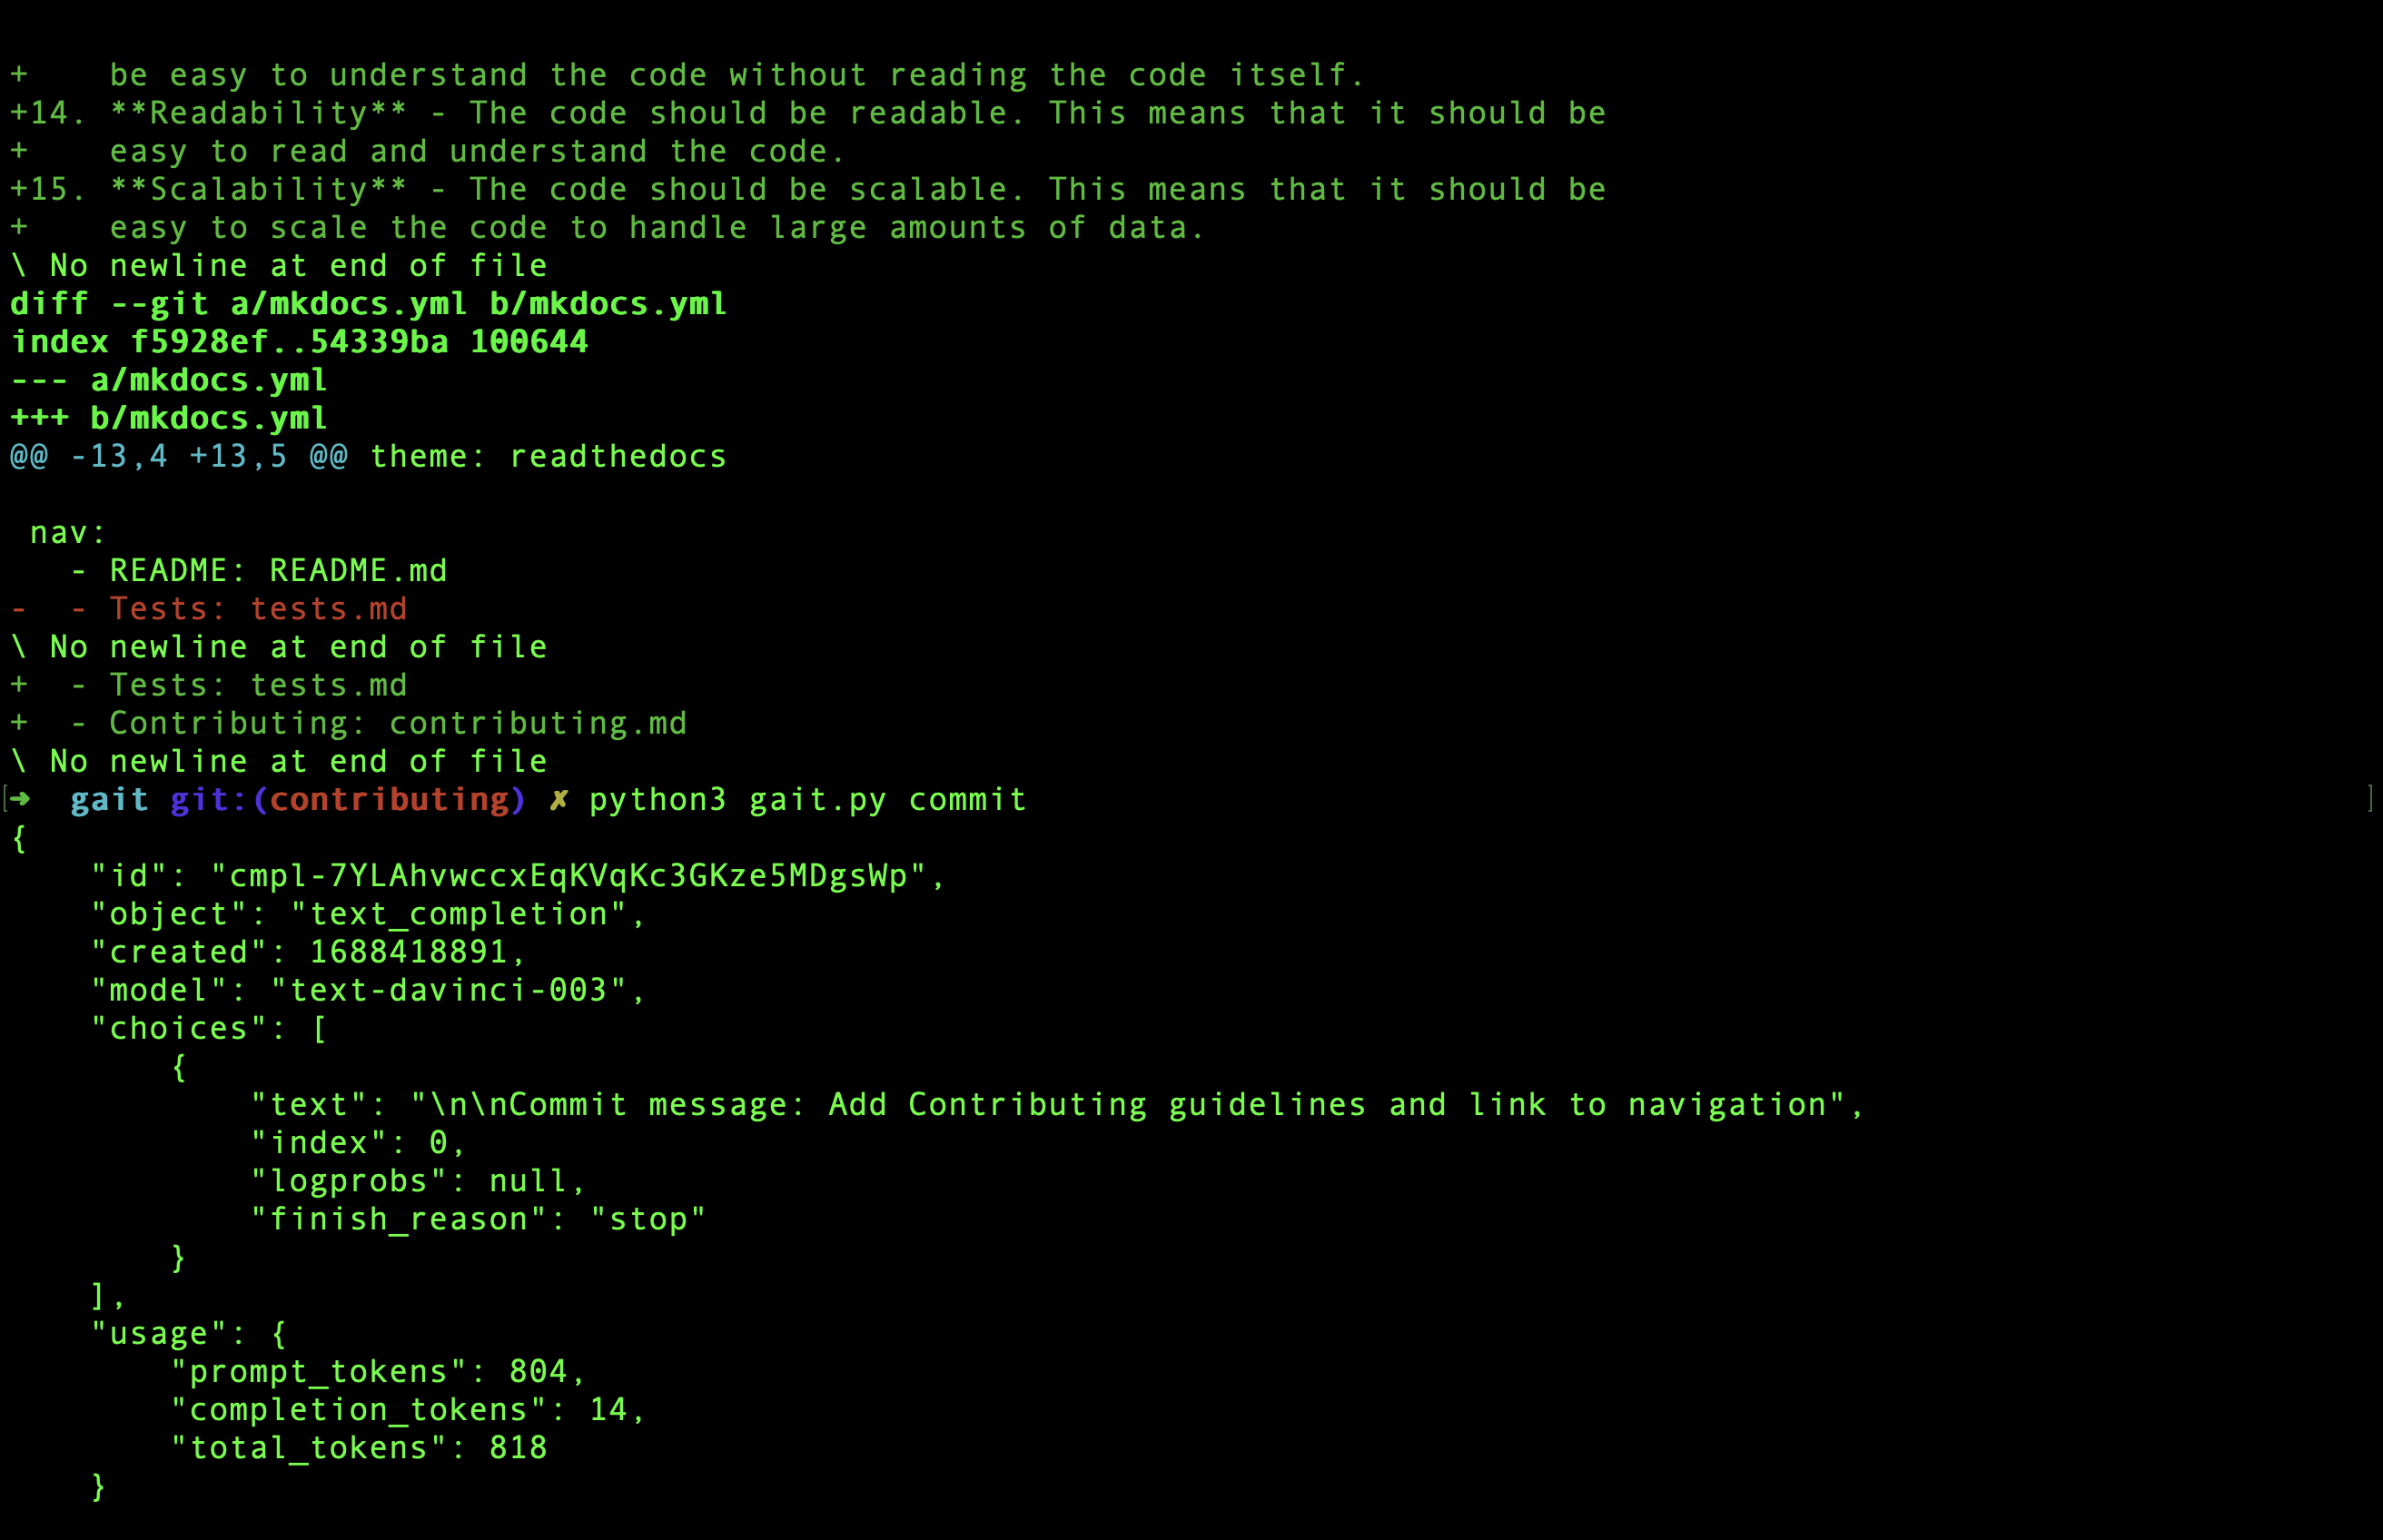 +    be easy to understand the code without reading the code itself.
+14. **Readability** - The code should be readable. This means that it should be
+    easy to read and understand the code.
+15. **Scalability** - The code should be scalable. This means that it should be
+    easy to scale the code to handle large amounts of data.
\ No newline at end of file
diff --git a/mkdocs.yml b/mkdocs.yml
index f5928ef..54339ba 100644
--- a/mkdocs.yml
+++ b/mkdocs.yml
@@ -13,4 +13,5 @@ theme: readthedocs
 nav:
   - README: README.md
-  - Tests: tests.md
\ No newline at end of file
+  - Tests: tests.md
+  - Contributing: contributing.md
\ No newline at end of file
[➜  gait git:(contributing) ✗ python3 gait.py commit ]
{
    "id": "cmpl-7YLAhvwccxEqKVqKc3GKze5MDgsWp",
    "object": "text_completion",
    "created": 1688418891,
    "model": "text-davinci-003",
    "choices": [
        {
            "text": "\n\nCommit message: Add Contributing guidelines and link to navigation",
            "index": 0,
            "logprobs": null,
            "finish_reason": "stop"
        }
    ],
    "usage": {
        "prompt_tokens": 804,
        "completion_tokens": 14,
        "total_tokens": 818
    }